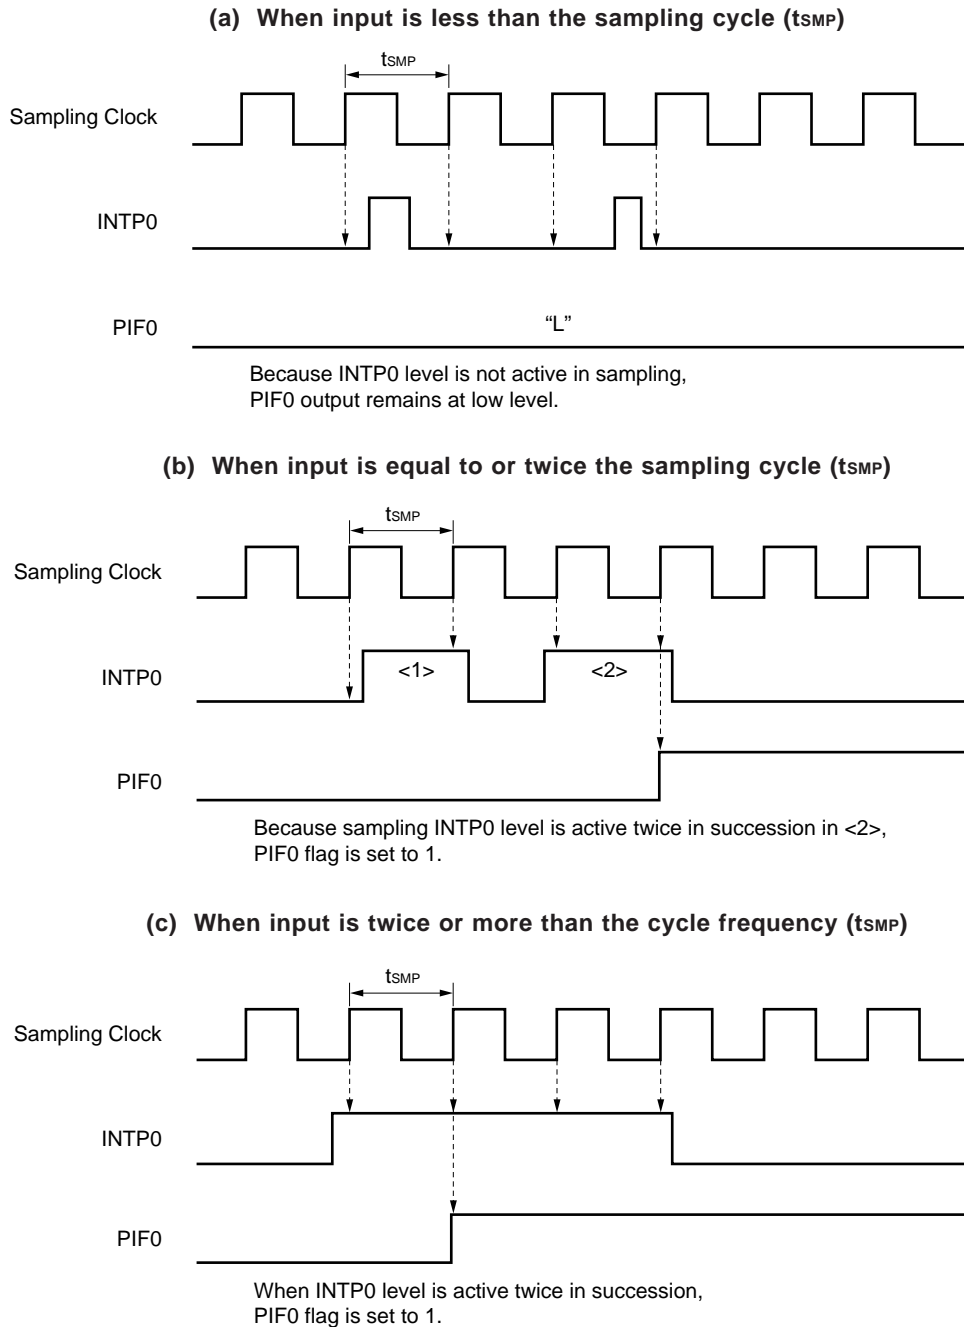 (a) When input is less than the sampling cycle (tSMP)
tSMP
Sampling Clock
INTP0
PIF0
“L”
Because INTP0 level is not active in sampling,
PIF0 output remains at low level.
(b) When input is equal to or twice the sampling cycle (tSMP)
tSMP
Sampling Clock
INTP0
<1>
<2>
PIF0
Because sampling INTP0 level is active twice in succession in <2>,
PIF0 flag is set to 1.
(c) When input is twice or more than the cycle frequency (tSMP)
tSMP
Sampling Clock
INTP0
PIF0
When INTP0 level is active twice in succession,
PIF0 flag is set to 1.